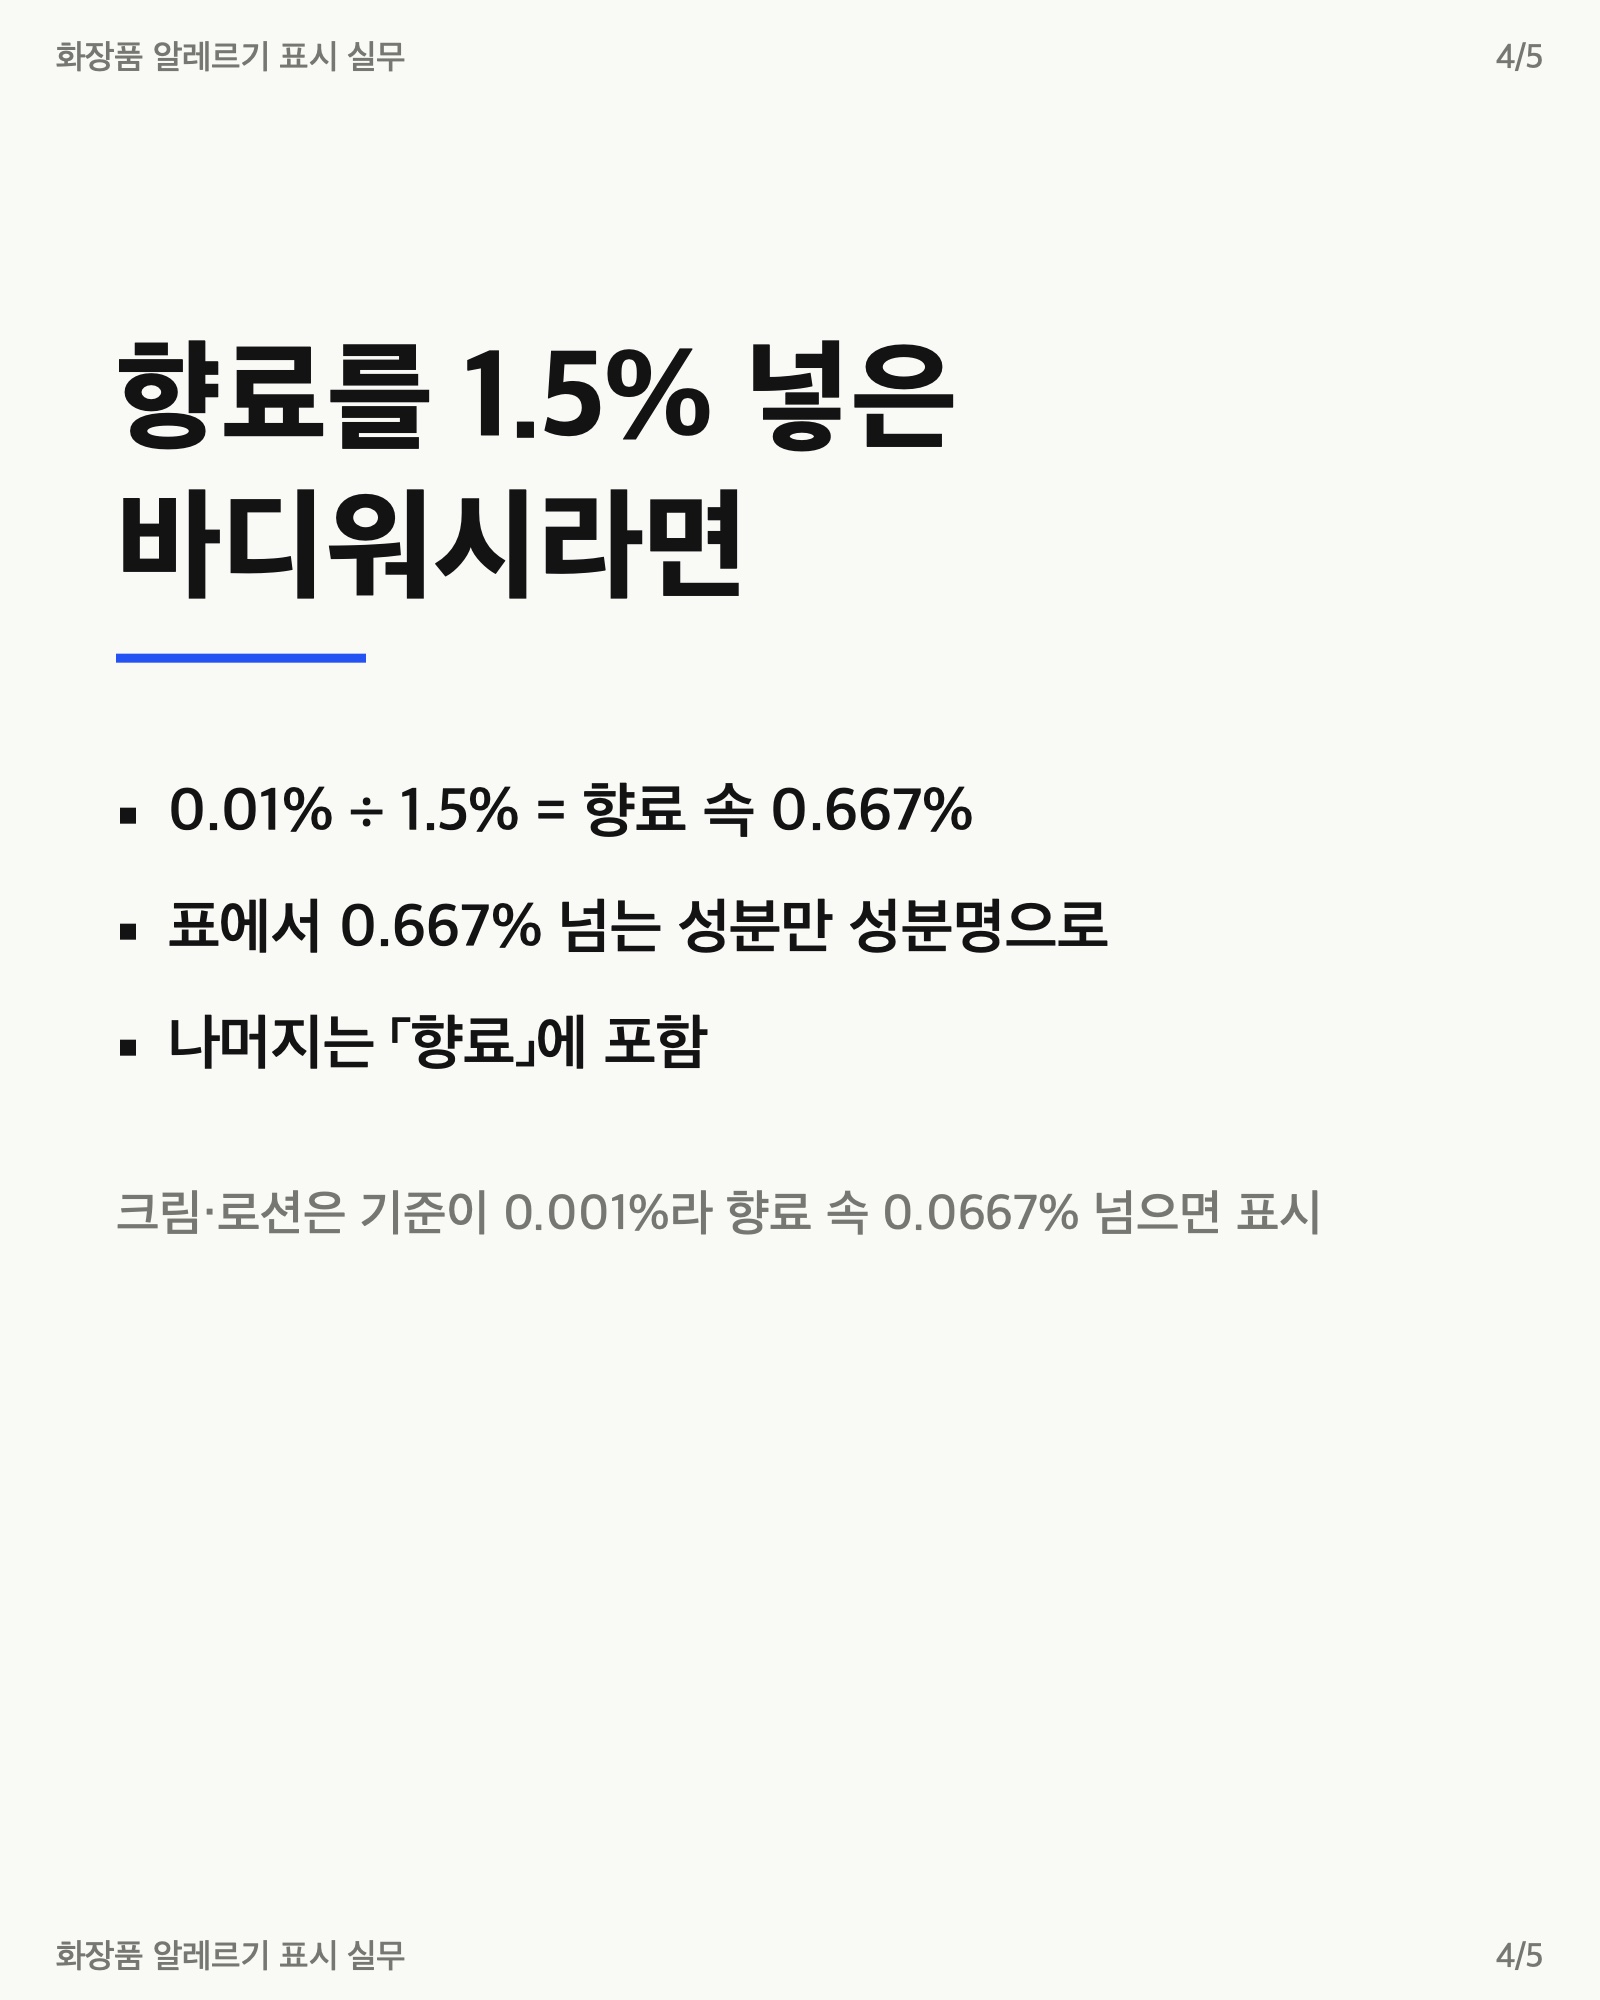 화장품 알레르기 표시 실무
4/5
향료를 1.5% 넣은
바디워시라면
▪ 0.01% ÷ 1.5% = 향료 속 0.667%
▪ 표에서 0.667% 넘는 성분만 성분명으로
▪ 나머지는 「향료」에 포함
크림·로션은 기준이 0.001%라 향료 속 0.0667% 넘으면 표시
화장품 알레르기 표시 실무
4/5